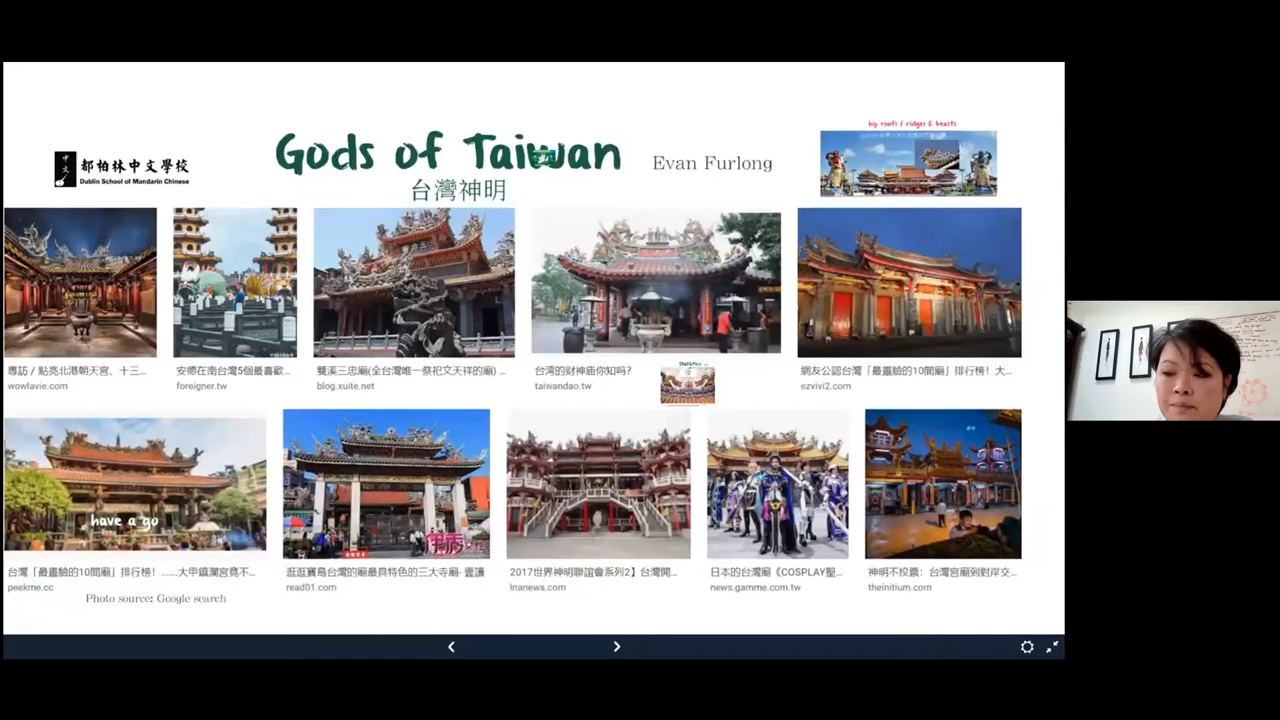 hip roofs / ridges & beasts
Gods of Taiwan
Evan Furlong
中文
都柏林中文學校
Dublin School of Mandarin Chinese
台灣神明
專訪 / 點亮北港朝天宮、十三...
wowlavie.com
安德在南台灣5個最喜歡...
foreigner.tw
雙溪三忠廟(全台灣唯一祭祀文天祥的廟) ...
blog.xuite.net
台湾的财神庙你知吗?
taiwandao.tw
網友公認台灣「最靈驗的10間廟」排行榜! 大...
ezvivi2.com
have a go
台灣「最靈驗的10間廟」排行榜! ......大甲鎮瀾宮竟不...
peekme.cc
逛逛寶島台灣的廟最具特色的三大寺廟- 壹讀
read01.com
2017世界神明聯誼會系列2】台灣開...
lnanews.com
日本的台灣廟《COSPLAY聖...
news.gamme.com.tw
神明不投票：台灣宮廟到對岸交...
theinitium.com
Photo source: Google search